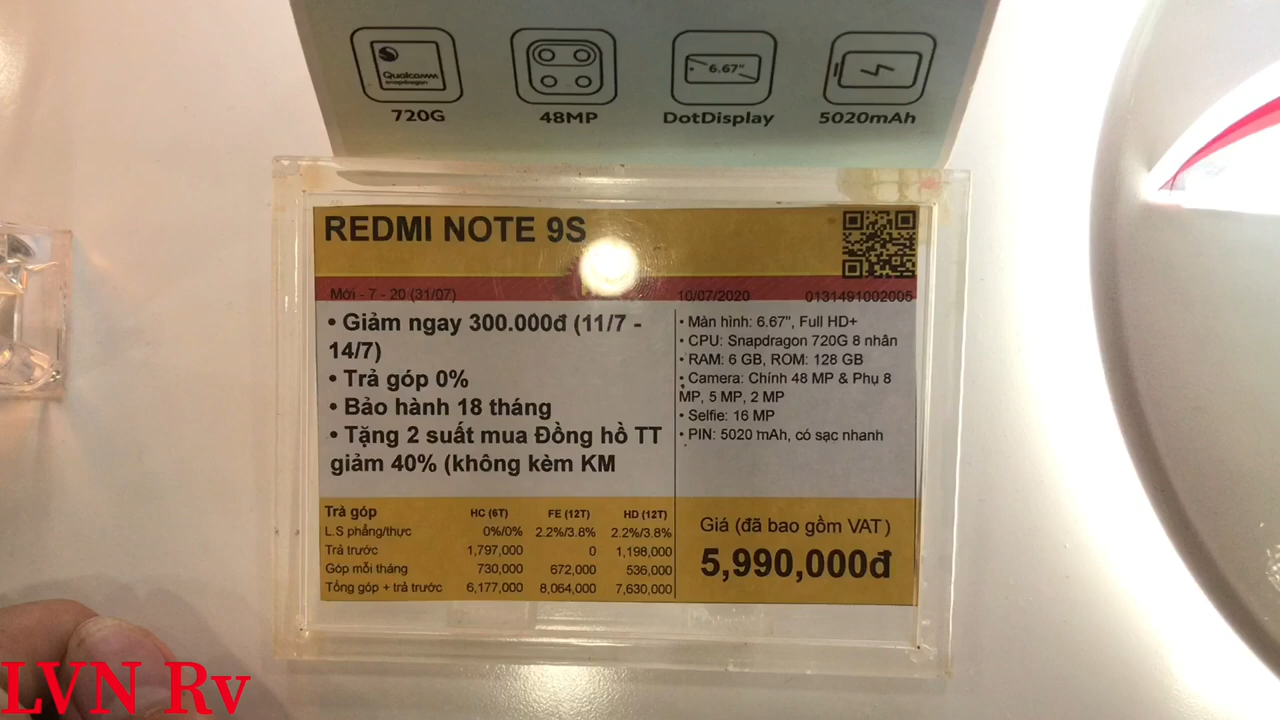 Qualcomm
snapdragon
6.67"
720G
48MP
DotDisplay
5020mAh
REDMI NOTE 9S
Mới - 7 - 20 (31/07)
10/07/2020
0131491002005
• Giảm ngay 300.000đ (11/7 -
14/7)
• Trả góp 0%
• Bảo hành 18 tháng
• Tặng 2 suất mua Đồng hồ TT
giảm 40% (không kèm KM
• Màn hình: 6.67", Full HD+
• CPU: Snapdragon 720G 8 nhân
• RAM: 6 GB, ROM: 128 GB
• Camera: Chính 48 MP & Phụ 8
MP, 5 MP, 2 MP
• Selfie: 16 MP
• PIN: 5020 mAh, có sạc nhanh
Trả góp HC (6T) FE (12T) HD (12T)
L.S phẳng/thực 0%/0% 2.2%/3.8% 2.2%/3.8%
Trả trước 1,797,000 0 1,198,000
Góp mỗi tháng 730,000 672,000 536,000
Tổng góp + trả trước 6,177,000 8,064,000 7,630,000
Giá (đã bao gồm VAT)
5,990,000đ
LVN Rv